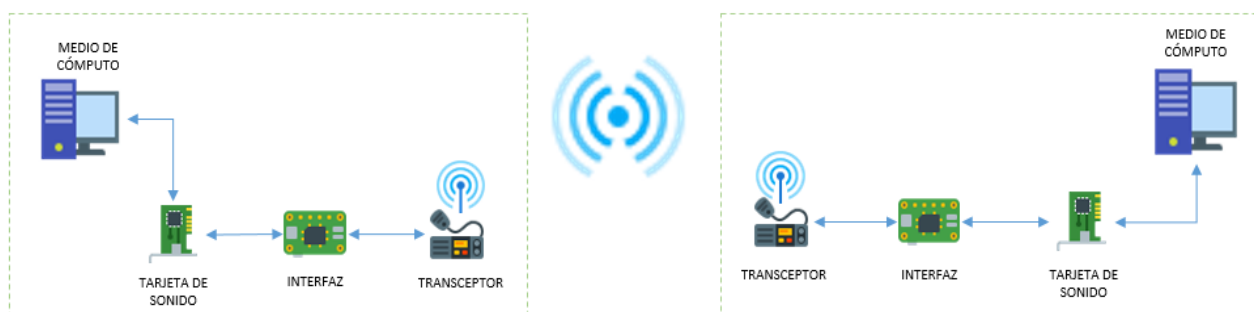 MEDIO DE
CÓMPUTO
TARJETA DE
SONIDO
INTERFAZ
TRANSCEPTOR
MEDIO DE
CÓMPUTO
TRANSCEPTOR
INTERFAZ
TARJETA DE
SONIDO